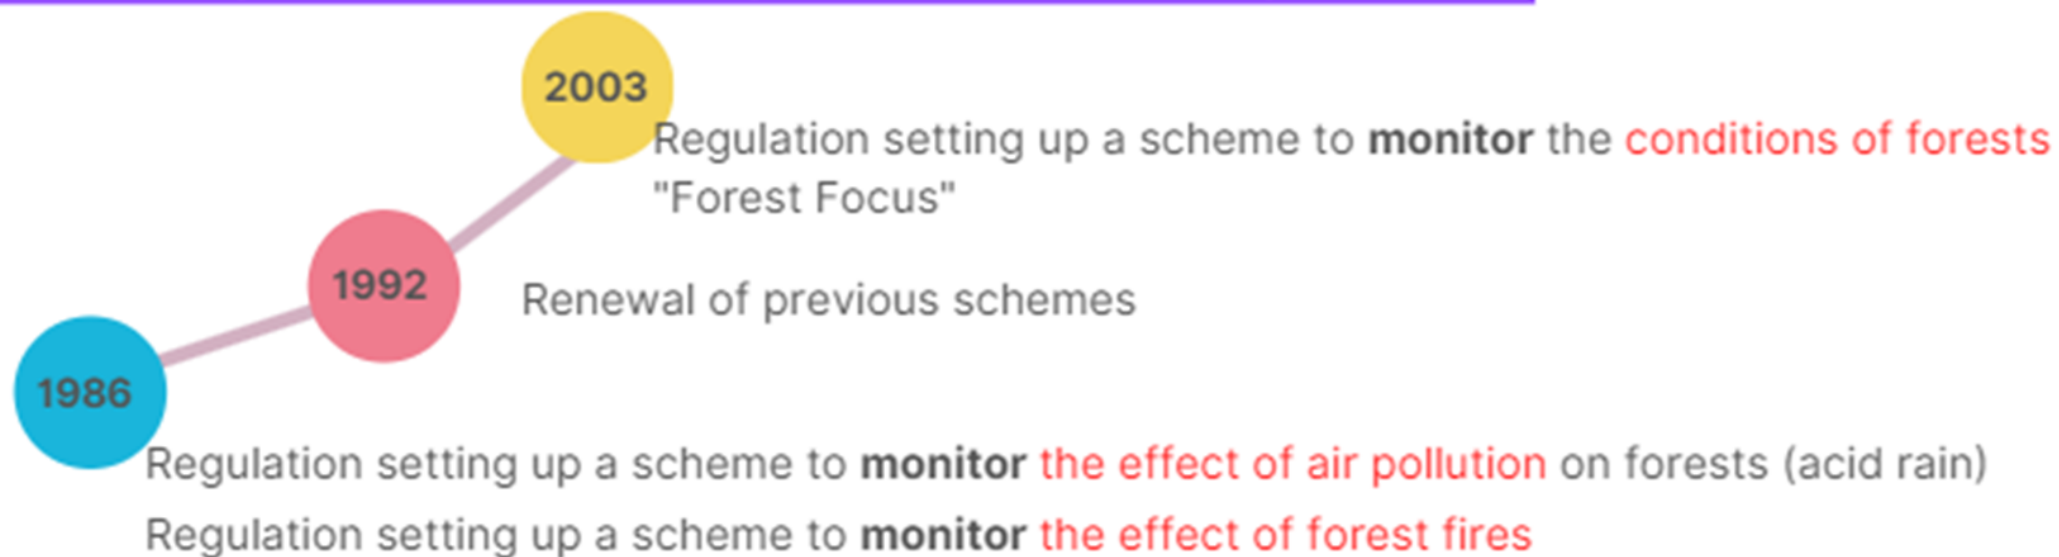 2003
Regulation setting up a scheme to monitor the conditions of forests
"Forest Focus"
1992
Renewal of previous schemes
1986
Regulation setting up a scheme to monitor the effect of air pollution on forests (acid rain)
Regulation setting up a scheme to monitor the effect of forest fires